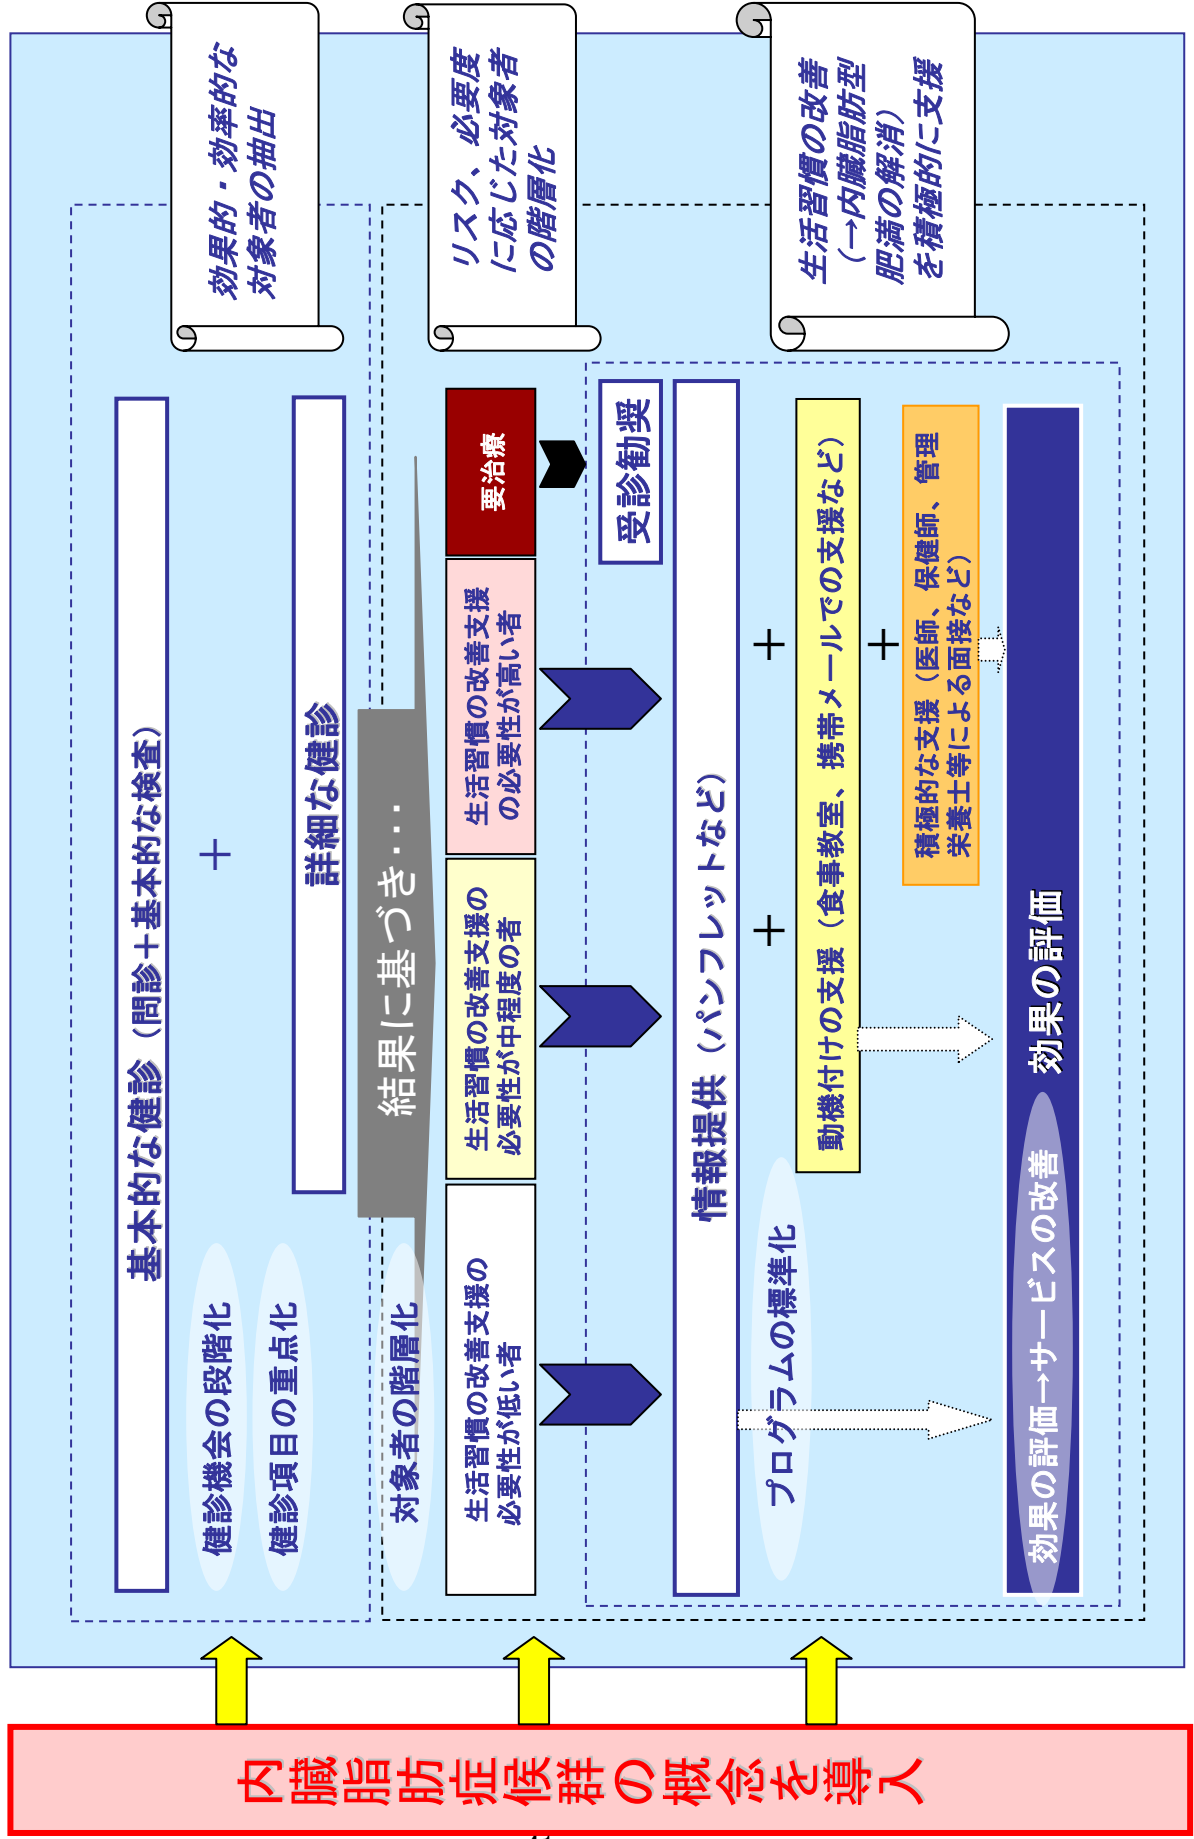 内臓脂肪症候群の概念を導入
基本的な健診（問診＋基本的な検査）
＋
詳細な健診
健診機会の段階化
健診項目の重点化
効果的・効率的な
対象者の抽出
結果に基づき・・・
対象者の階層化
生活習慣の改善支援の
必要性が低い者
生活習慣の改善支援の
必要性が中程度の者
生活習慣の改善支援
の必要性が高い者
要治療
リスク、必要度
に応じた対象者
の階層化
受診勧奨
情報提供（パンフレットなど）
プログラムの標準化
＋
＋
動機付けの支援（食事教室、携帯メールでの支援など）
＋
積極的な支援（医師、保健師、管理
栄養士等による面接など）
生活習慣の改善
（→内臓脂肪型
肥満の解消）
を積極的に支援
効果の評価→サービスの改善
効果の評価